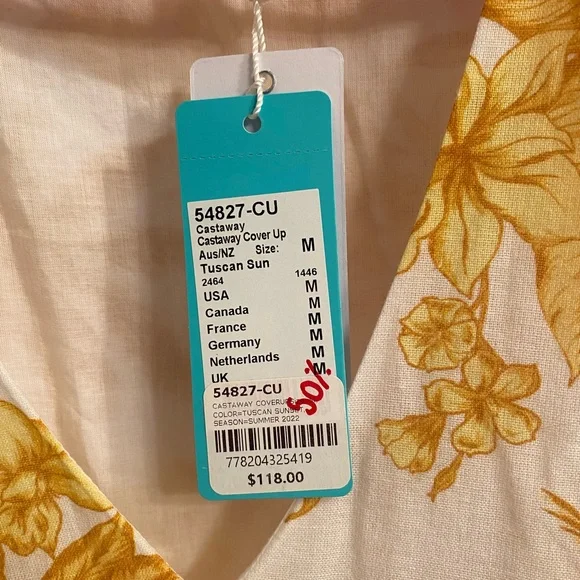 54827-CU
Castaway
Castaway Cover Up
Aus/NZ Size: M
Tuscan Sun
2464 1446
USA M
Canada M
France M
Germany M
Netherlands M
UK M
50%
54827-CU
CASTAWAY COVERUP
COLOR=TUSCAN SUNSET
SEASON=SUMMER 2022
778204325419
$118.00